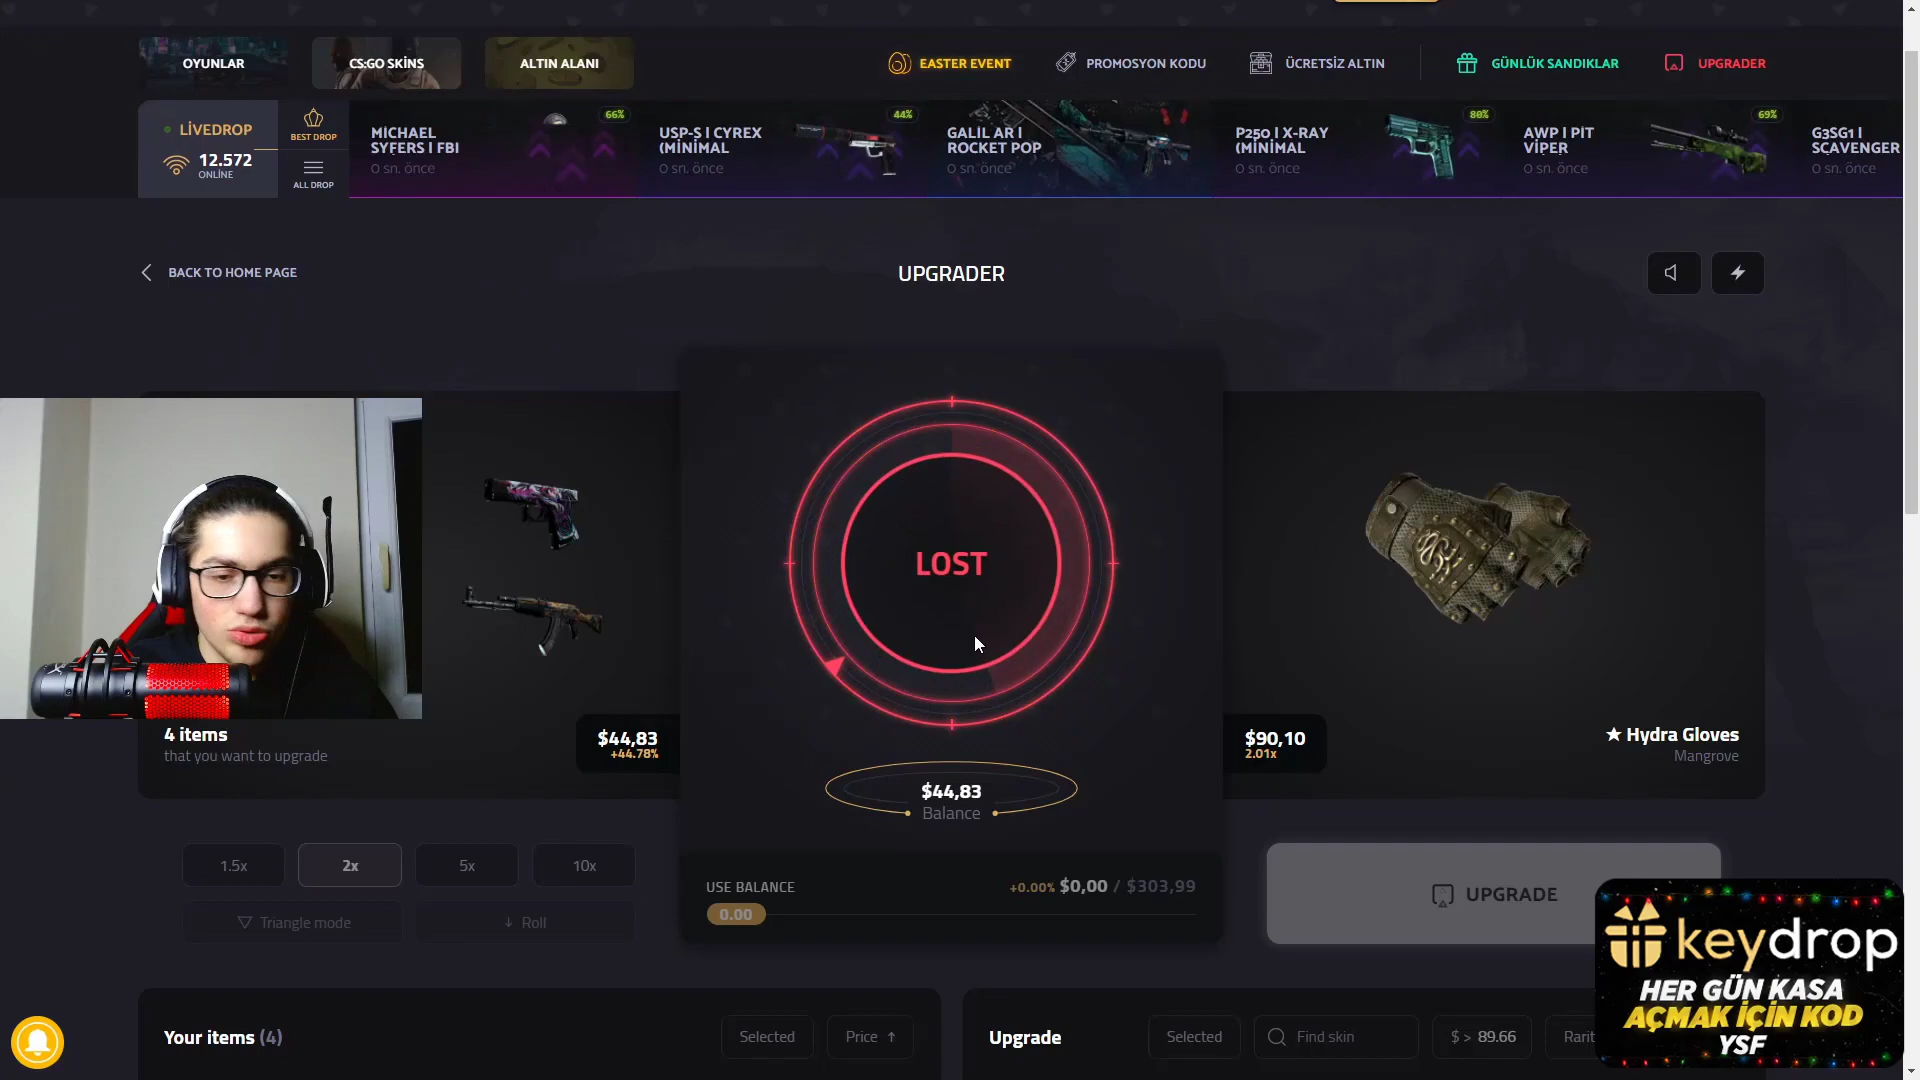 OYUNLAR
CS:GO SKİNS
ALTIN ALANI
EASTER EVENT
PROMOSYON KODU
ÜCRETSİZ ALTIN
GÜNLÜK SANDIKLAR
UPGRADER
LİVEDROP
12.572
ONLİNE
BEST DROP
ALL DROP
MİCHAEL
SYFERS I FBI
0 sn. önce
66%
USP-S I CYREX
(MİNİMAL
0 sn. önce
44%
GALİL AR I
ROCKET POP
0 sn. önce
P250 I X-RAY
(MİNİMAL
0 sn. önce
80%
AWP I PİT
VİPER
0 sn. önce
69%
G3SG1 I
SCAVENGER
0 sn. önce
BACK TO HOME PAGE
UPGRADER
LOST
4 items
that you want to upgrade
$44,83
+44.78%
$90,10
2.01x
★ Hydra Gloves
Mangrove
$44,83
Balance
1.5x
2x
5x
10x
Triangle mode
Roll
USE BALANCE
+0.00% $0,00 / $303,99
0.00
UPGRADE
keydrop
HER GÜN KASA
AÇMAK İÇİN KOD
YSF
Your items (4)
Selected
Price
Upgrade
Selected
Find skin
$ > 89.66
Rarit